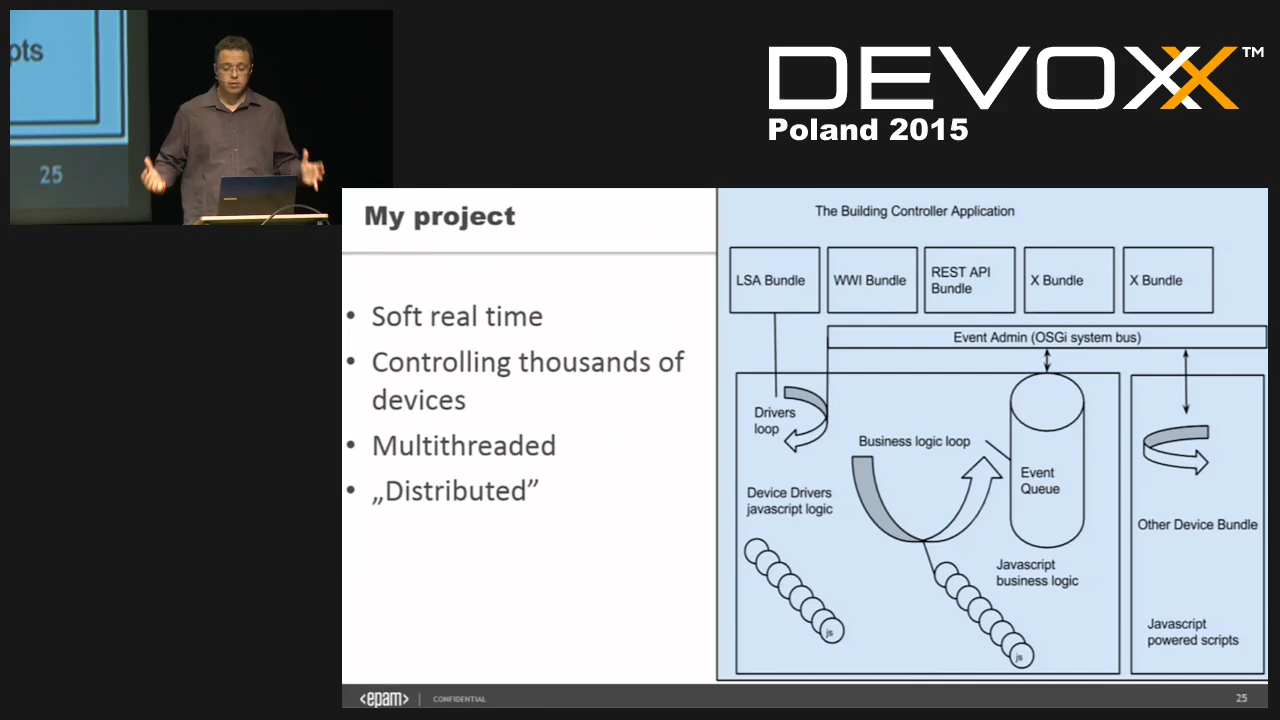 pts
25
DEVOXX™
Poland 2015
My project
• Soft real time
• Controlling thousands of
devices
• Multithreaded
• „Distributed”
The Building Controller Application
LSA Bundle
WWI Bundle
REST API
Bundle
X Bundle
X Bundle
Event Admin (OSGi system bus)
Drivers
loop
Business logic loop
Event
Queue
Device Drivers
javascript logic
Other Device Bundle
Javascript
business logic
Javascript
powered scripts
js
js
<epam> | CONFIDENTIAL
25